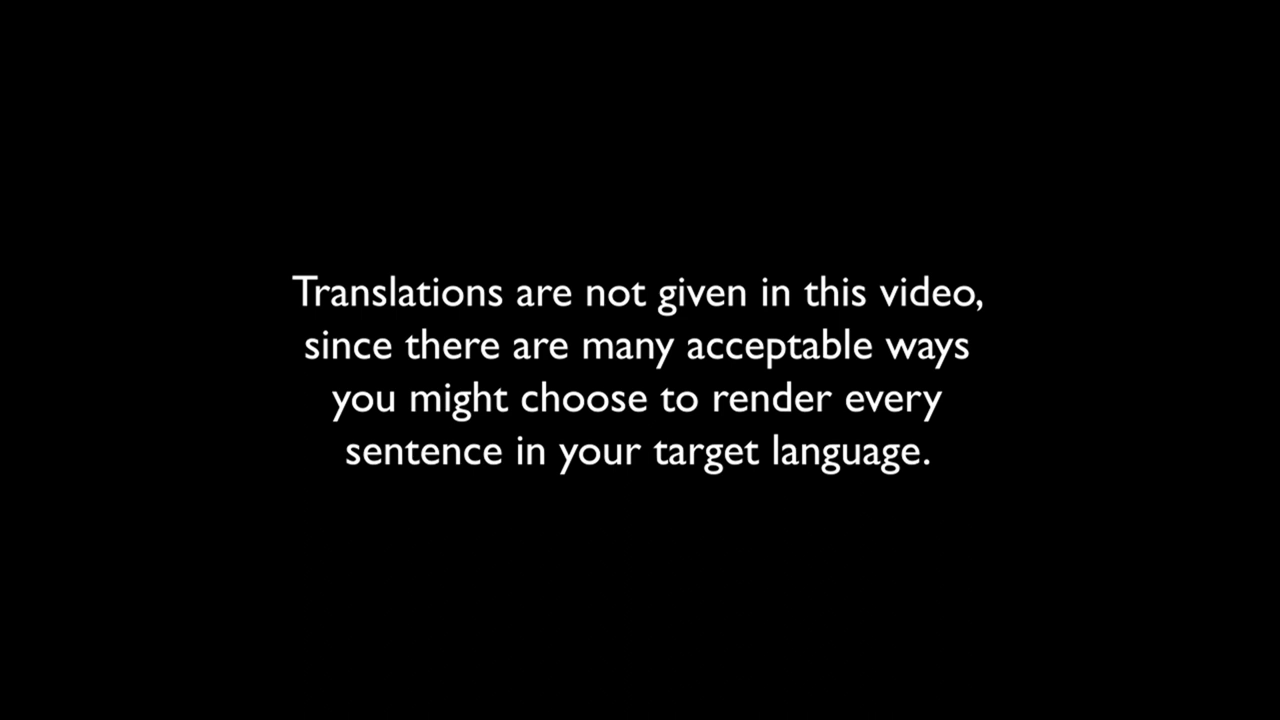 Translations are not given in this video,
since there are many acceptable ways
you might choose to render every
sentence in your target language.